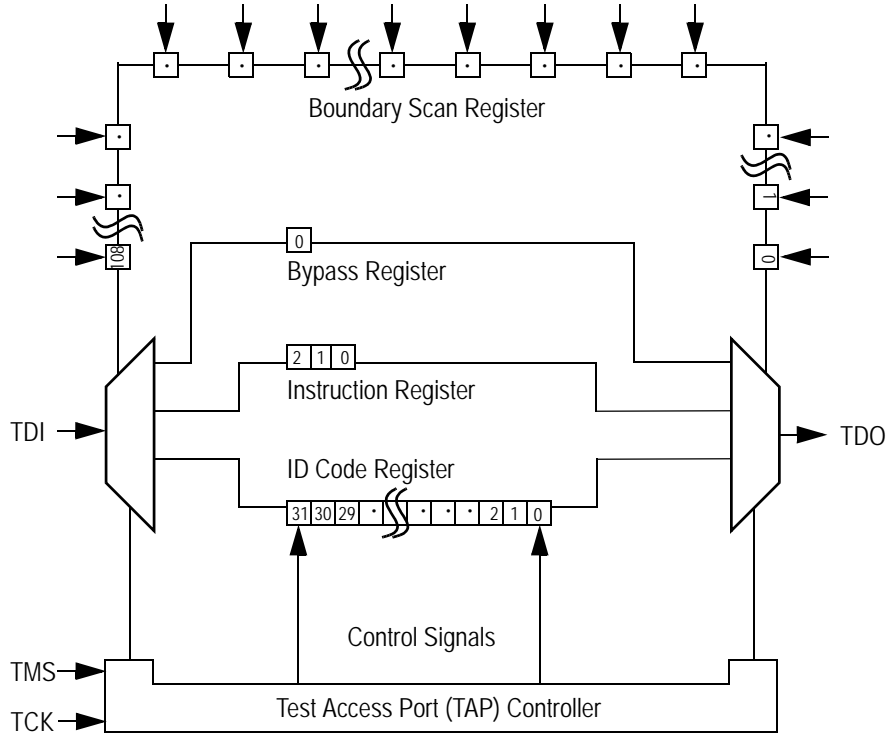 Boundary Scan Register
·
1
108
0
0
Bypass Register
2 1 0
Instruction Register
TDI
TDO
ID Code Register
31 30 29 · · · · 2 1 0
Control Signals
TMS
Test Access Port (TAP) Controller
TCK